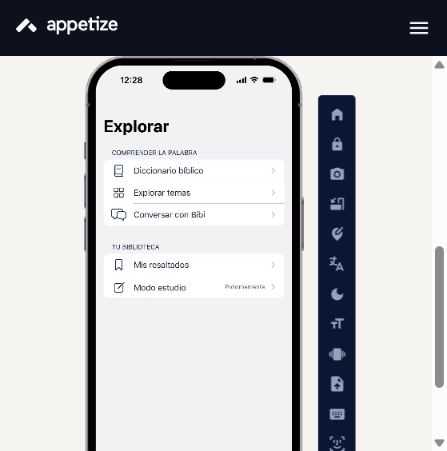 appetize
12:28
Explorar
COMPRENDER LA PALABRA
Diccionario bíblico
Explorar temas
Conversar con Bibi
TU BIBLIOTECA
Mis resaltados
Modo estudio
Próximamente